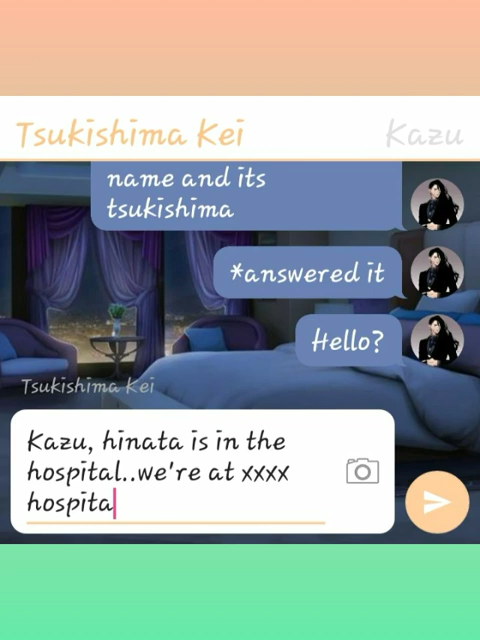 Tsukishima Kei
Kazu
name and its
tsukishima
*answered it
Hello?
Tsukishima Kei
Kazu, hinata is in the
hospital..we're at xxxx
hospita